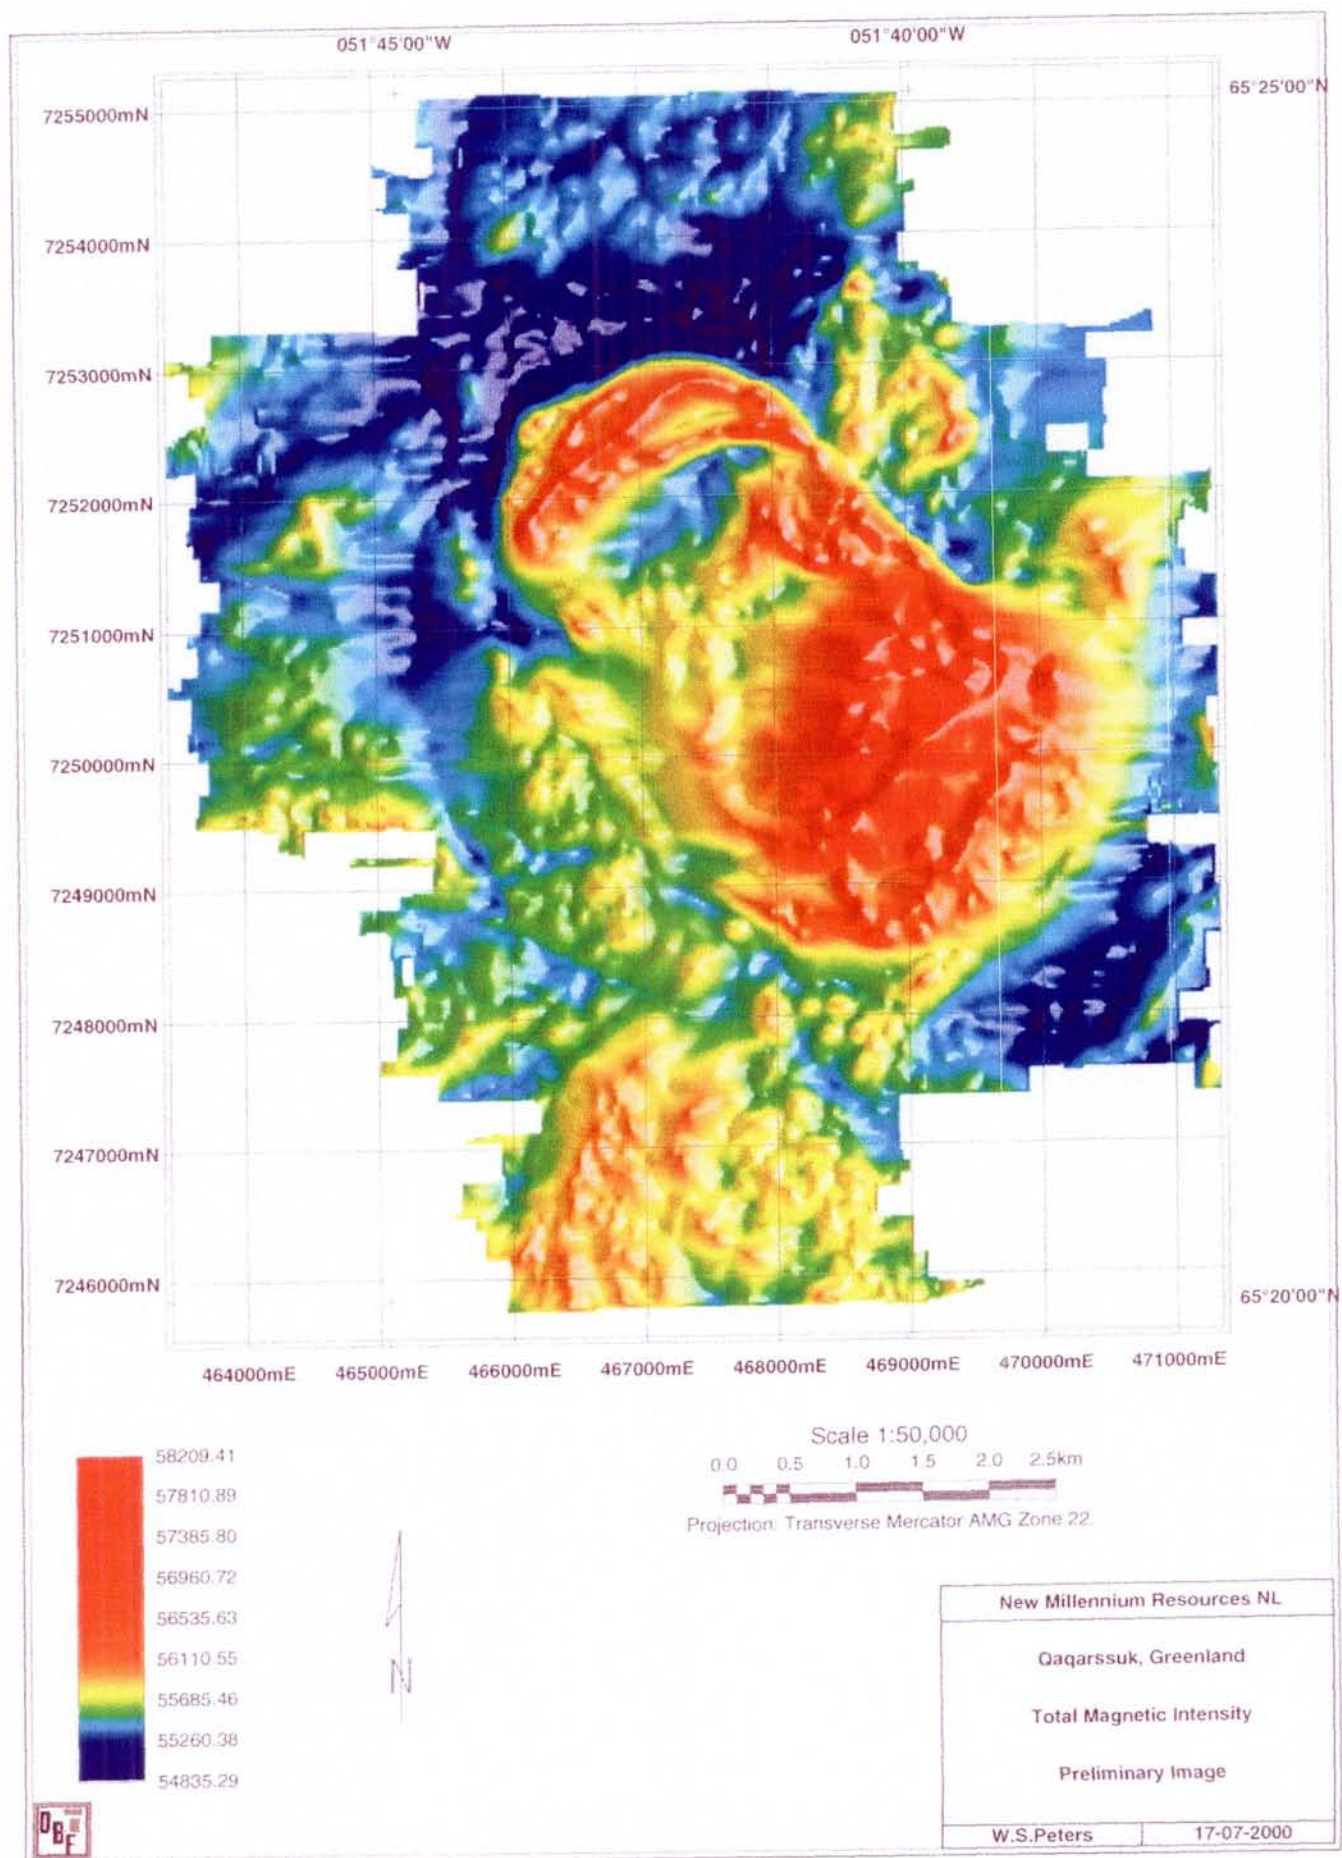 051°45'00"W 051°40'00"W
65°25'00"N
7255000mN
7254000mN
7253000mN
7252000mN
7251000mN
7250000mN
7249000mN
7248000mN
7247000mN
7246000mN
65°20'00"N
464000mE 465000mE 466000mE 467000mE 468000mE 469000mE 470000mE 471000mE
58209.41
57810.89
57385.80
56960.72
56535.63
56110.55
55685.46
55260.38
54835.29
N
Scale 1:50,000
0.0 0.5 1.0 1.5 2.0 2.5km
Projection: Transverse Mercator AMG Zone 22.
New Millennium Resources NL
Qaqarssuk, Greenland
Total Magnetic Intensity
Preliminary Image
W.S.Peters 17-07-2000